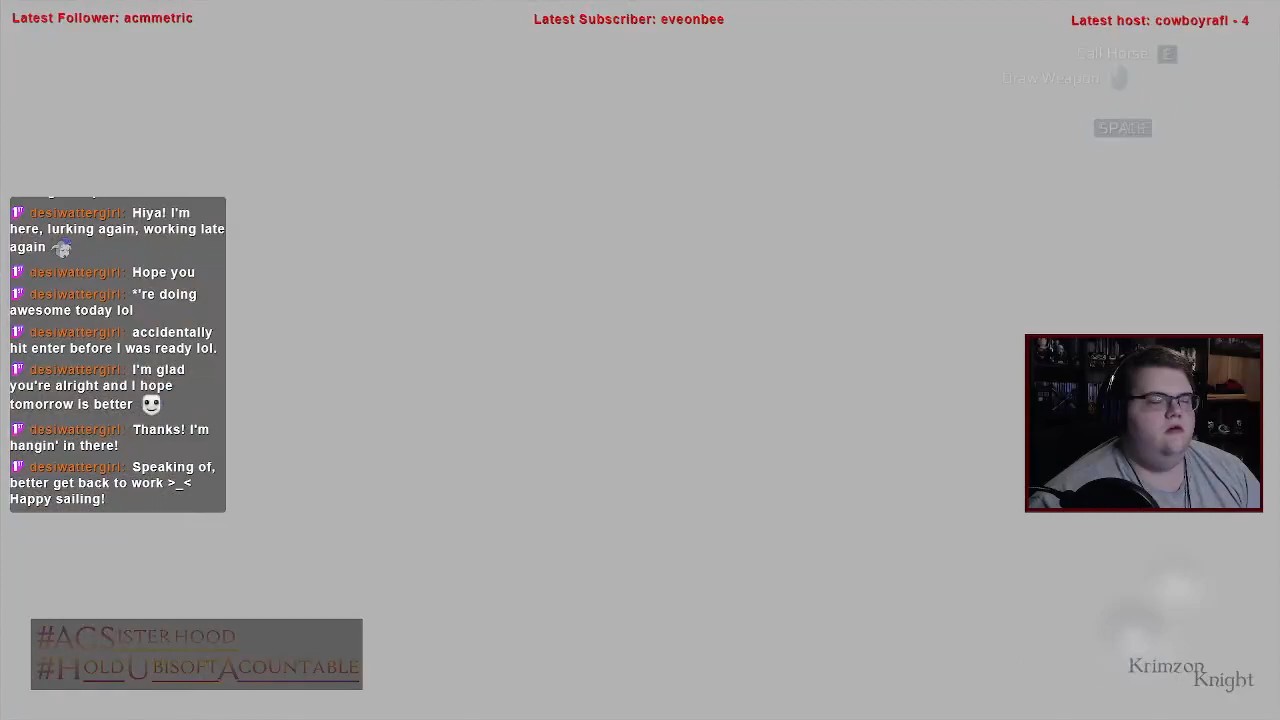 Latest Follower: acmmetric
Latest Subscriber: eveonbee
Latest host: cowboyrafl - 4
Call Horse E
Draw Weapon
desiwattergirl: Hiya! I'm
here, lurking again, working late
again
desiwattergirl: Hope you
desiwattergirl: *'re doing
awesome today lol
desiwattergirl: accidentally
hit enter before I was ready lol.
desiwattergirl: I'm glad
you're alright and I hope
tomorrow is better
desiwattergirl: Thanks! I'm
hangin' in there!
desiwattergirl: Speaking of,
better get back to work >_<
Happy sailing!
#ACSisterhood
#HoldUbisoftAcountable
Krimzon
Knight